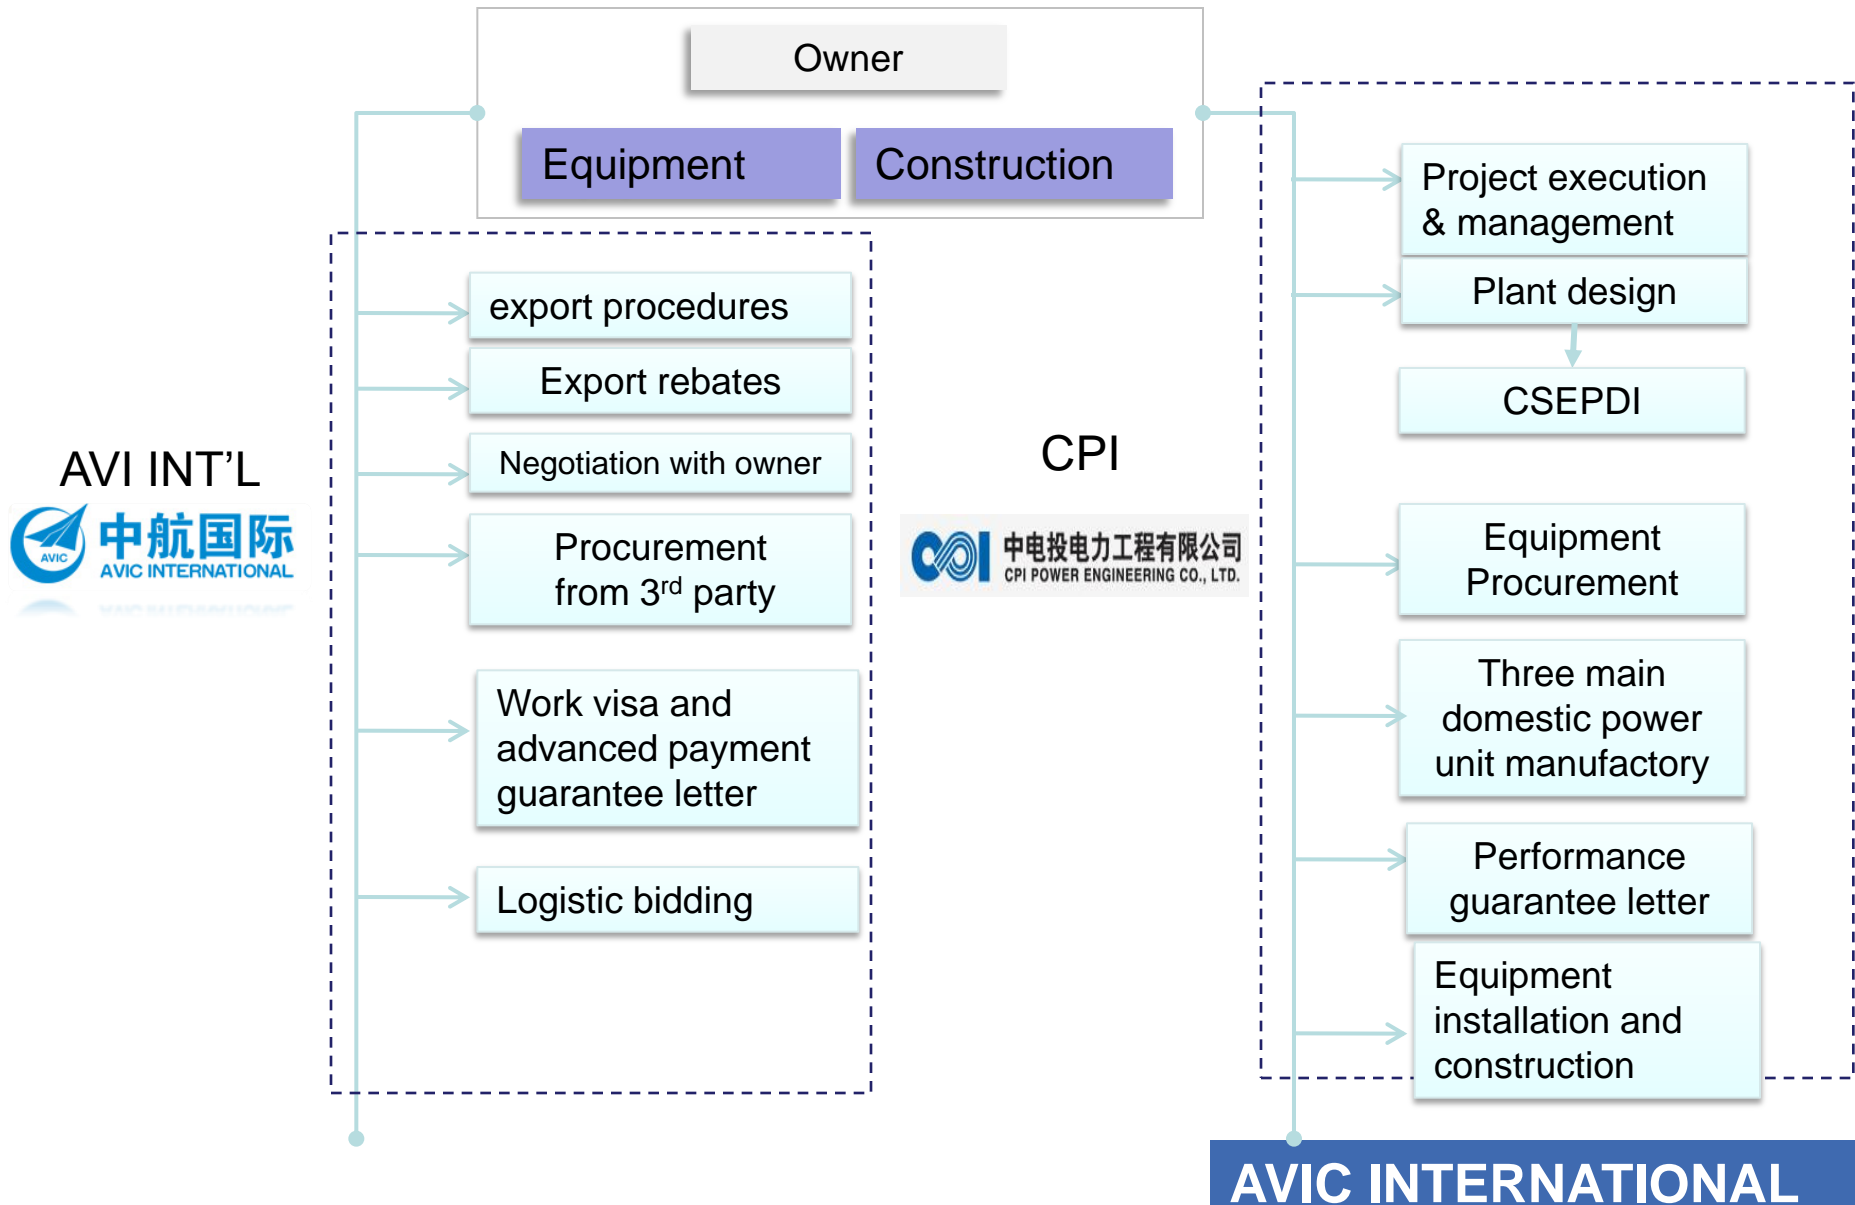 Owner
Equipment
Construction
AVI INT’L
AVIC
中航国际
AVIC INTERNATIONAL
export procedures
Export rebates
Negotiation with owner
Procurement
from 3rd party
Work visa and
advanced payment
guarantee letter
Logistic bidding
CPI
中电投电力工程有限公司
CPI POWER ENGINEERING CO., LTD.
Project execution
& management
Plant design
CSEPDI
Equipment
Procurement
Three main
domestic power
unit manufactory
Performance
guarantee letter
Equipment
installation and
construction
AVIC INTERNATIONAL